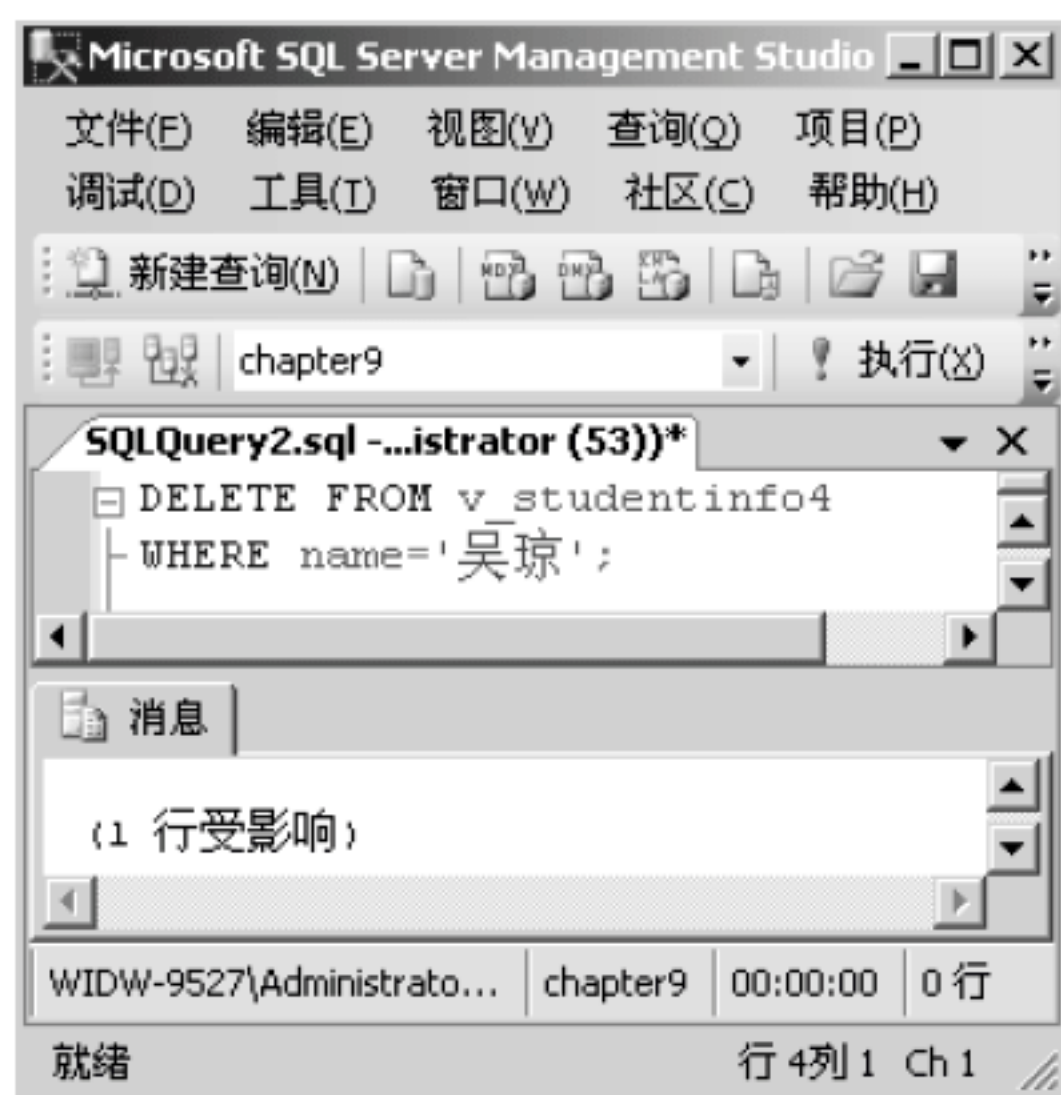 Microsoft SQL Server Management Studio
文件(F) 编辑(E) 视图(V) 查询(Q) 项目(P)
调试(D) 工具(T) 窗口(W) 社区(C) 帮助(H)
新建查询(N)
chapter9 执行(X)
SQLQuery2.sql -...istrator (53))*
DELETE FROM v_studentinfo4
WHERE name='吴琼';
消息
(1 行受影响)
WIDW-9527\Administrato... chapter9 00:00:00 0 行
就绪 行 4列 1 Ch 1